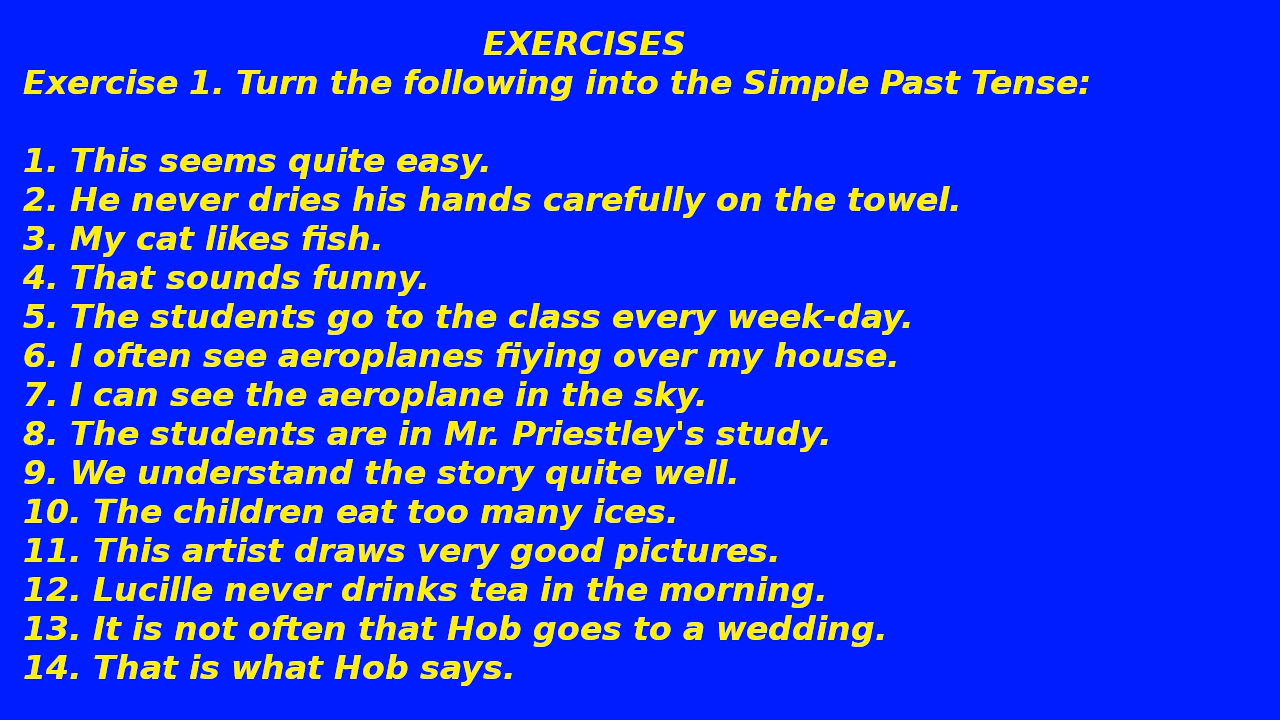 EXERCISES
Exercise 1. Turn the following into the Simple Past Tense:
1. This seems quite easy.
2. He never dries his hands carefully on the towel.
3. My cat likes fish.
4. That sounds funny.
5. The students go to the class every week-day.
6. I often see aeroplanes fiying over my house.
7. I can see the aeroplane in the sky.
8. The students are in Mr. Priestley's study.
9. We understand the story quite well.
10. The children eat too many ices.
11. This artist draws very good pictures.
12. Lucille never drinks tea in the morning.
13. It is not often that Hob goes to a wedding.
14. That is what Hob says.